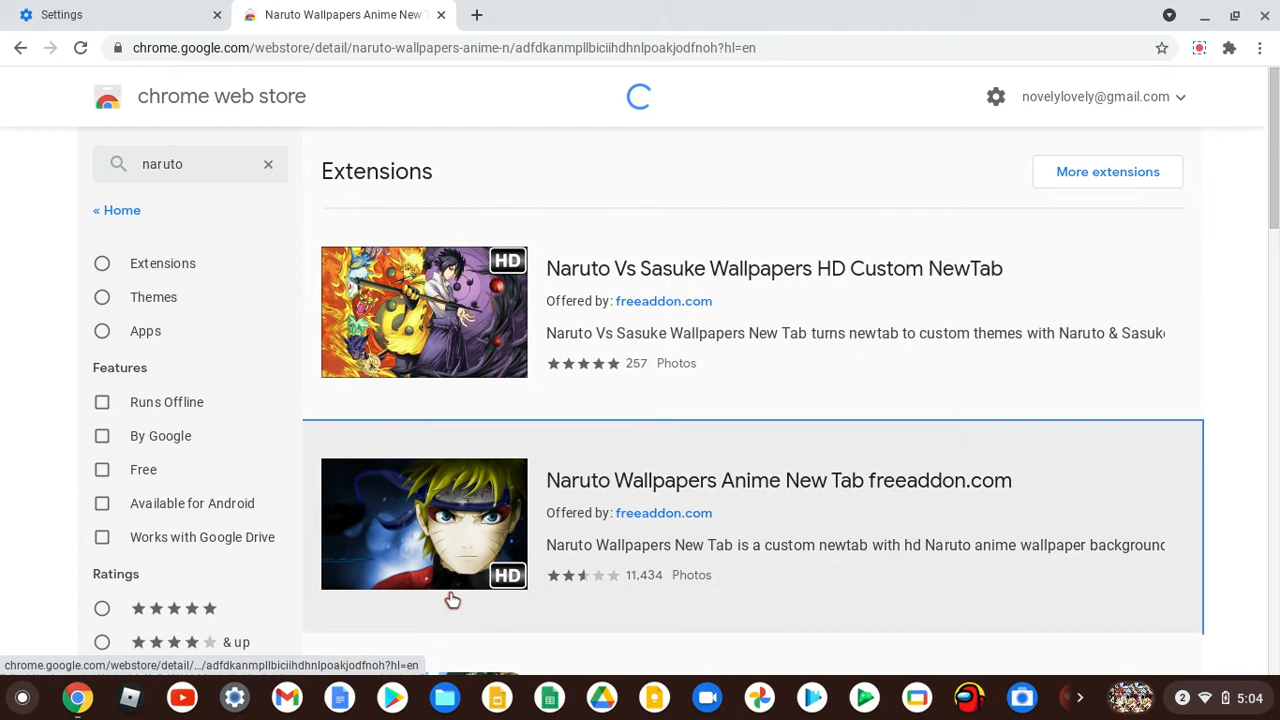 Settings
Naruto Wallpapers Anime New T
chrome.google.com/webstore/detail/naruto-wallpapers-anime-n/adfdkanmpllbiciihdhnlpoakjodfnoh?hl=en
chrome web store
novelylovely@gmail.com
naruto
« Home
Extensions
Themes
Apps
Features
Runs Offline
By Google
Free
Available for Android
Works with Google Drive
Ratings
& up
Extensions
More extensions
HD
Naruto Vs Sasuke Wallpapers HD Custom NewTab
Offered by: freeaddon.com
Naruto Vs Sasuke Wallpapers New Tab turns newtab to custom themes with Naruto & Sasuke
257 Photos
HD
Naruto Wallpapers Anime New Tab freeaddon.com
Offered by: freeaddon.com
Naruto Wallpapers New Tab is a custom newtab with hd Naruto anime wallpaper background
11,434 Photos
chrome.google.com/webstore/detail/.../adfdkanmpllbiciihdhnlpoakjodfnoh?hl=en
2 5:04